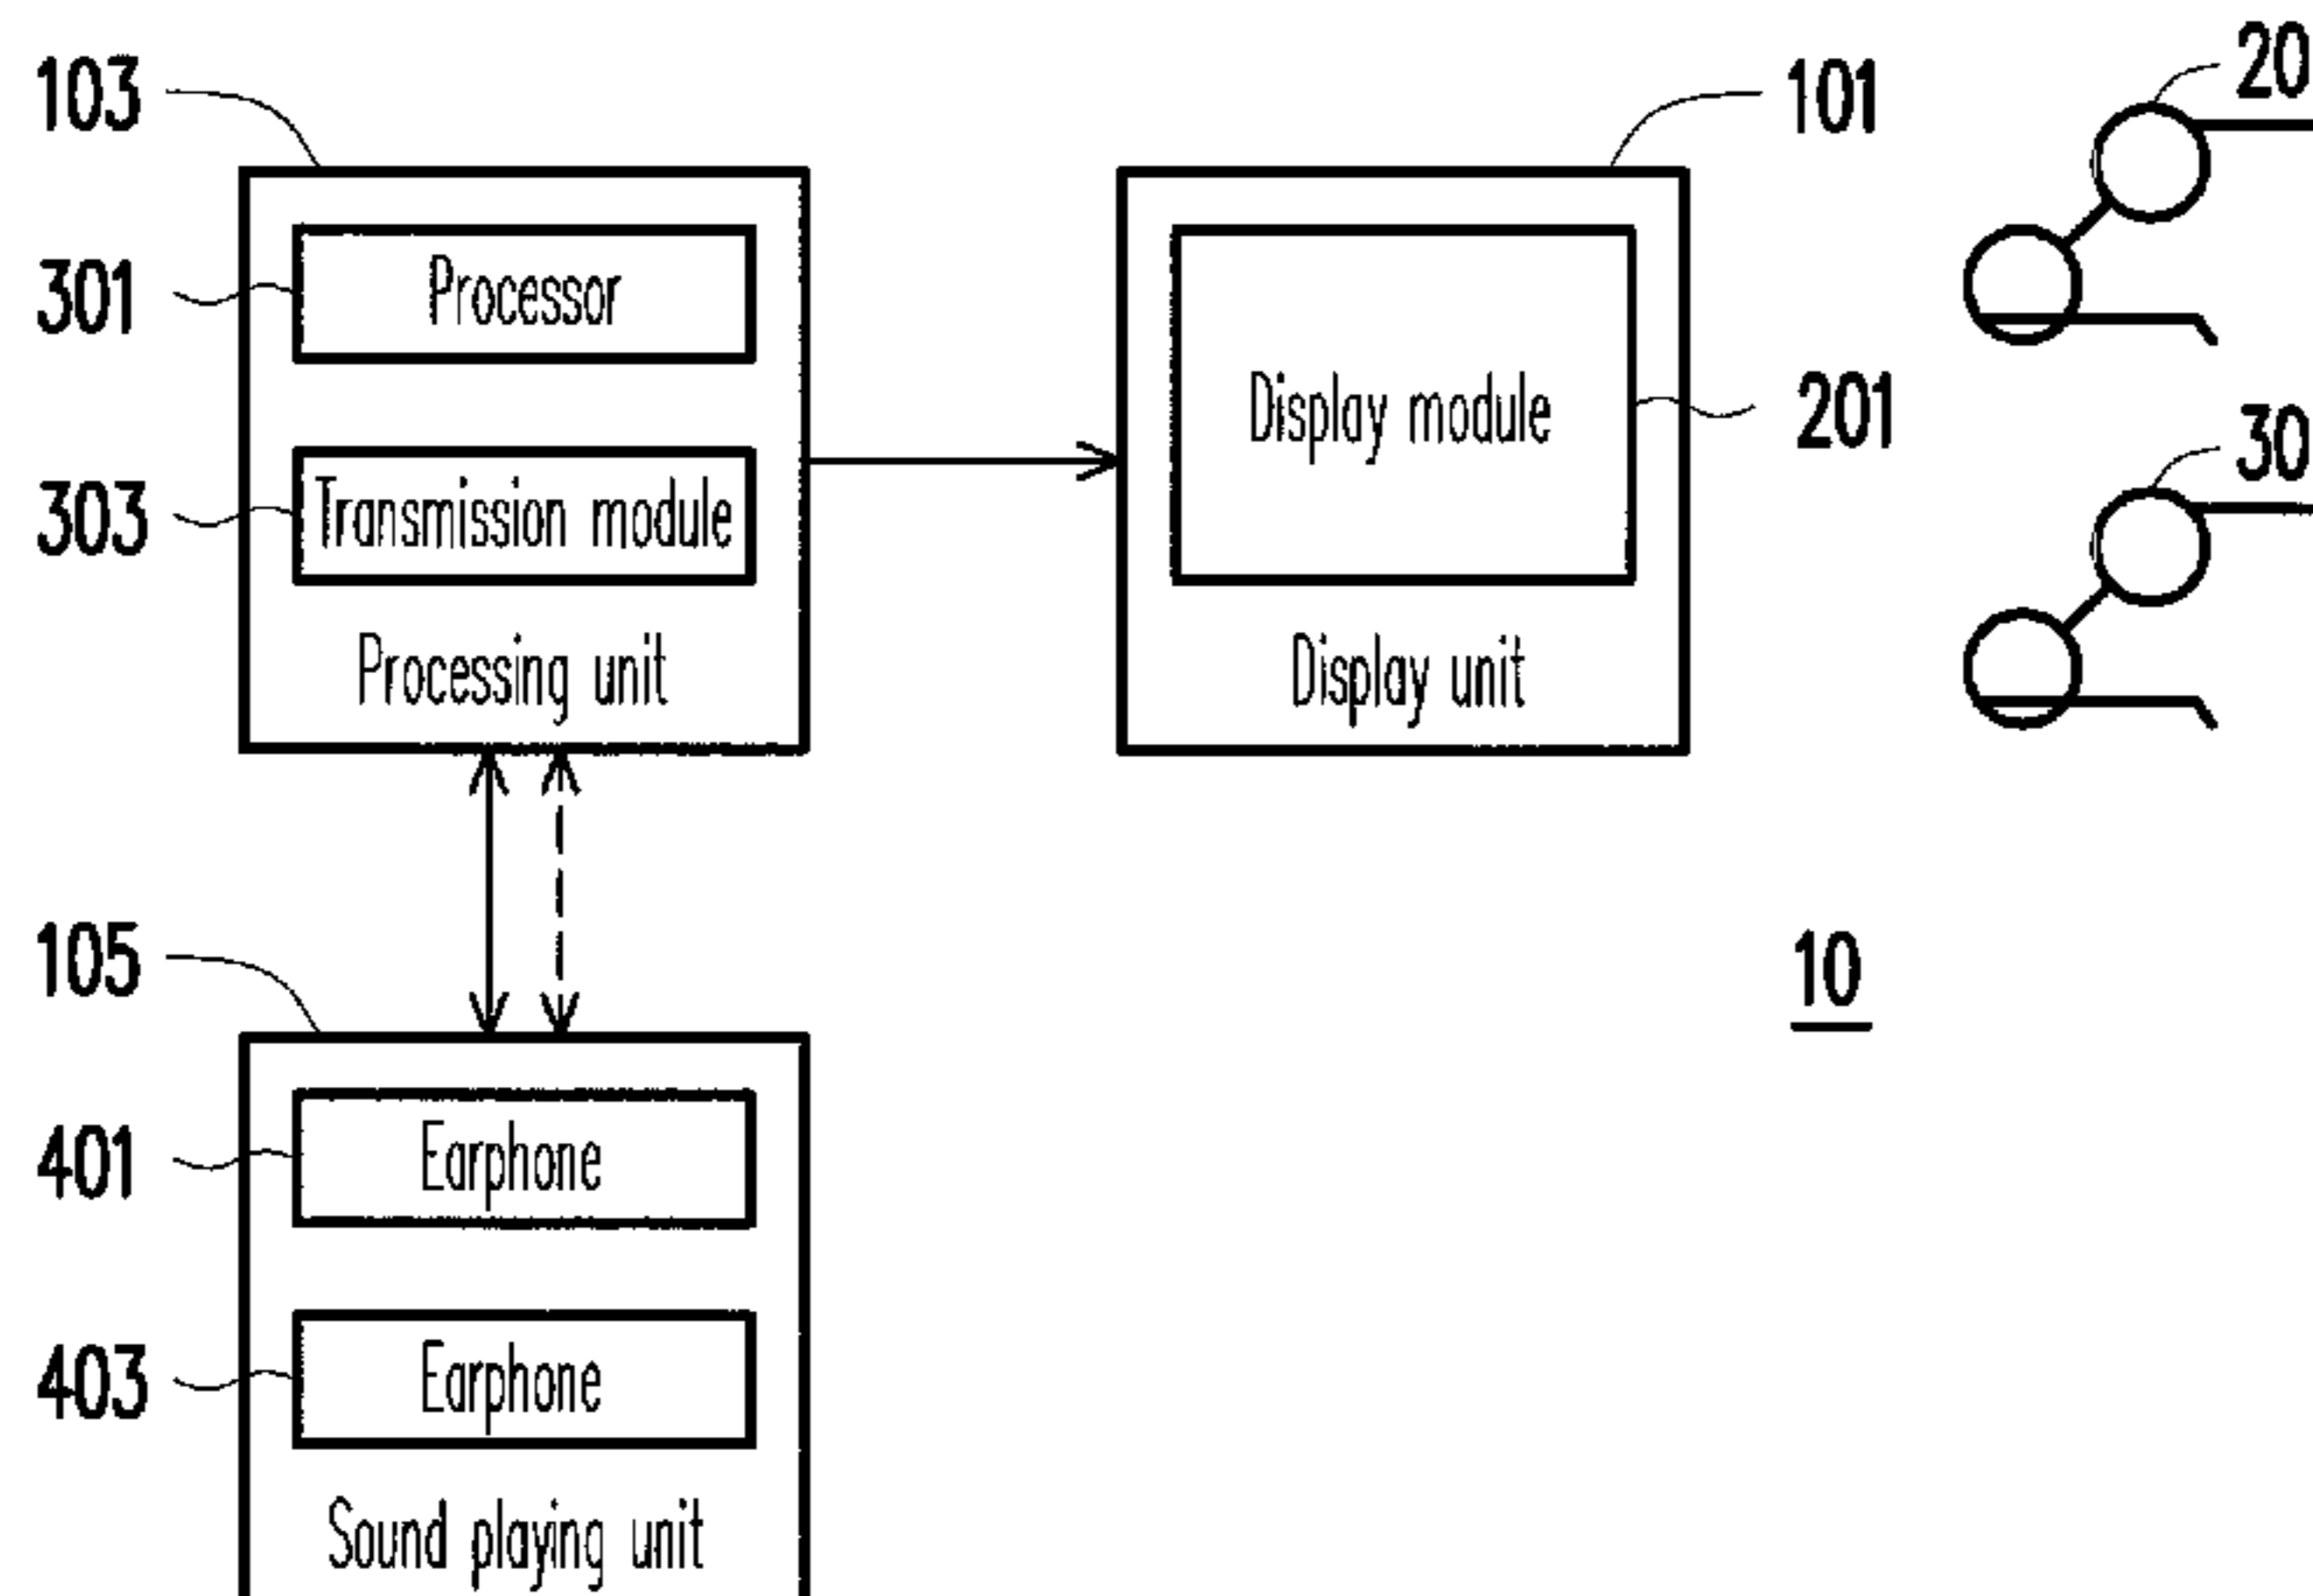 103
101
20
301
Processor
Display module
201
303
Transmission module
30
Processing unit
Display unit
105
10
401
Earphone
403
Earphone
Sound playing unit